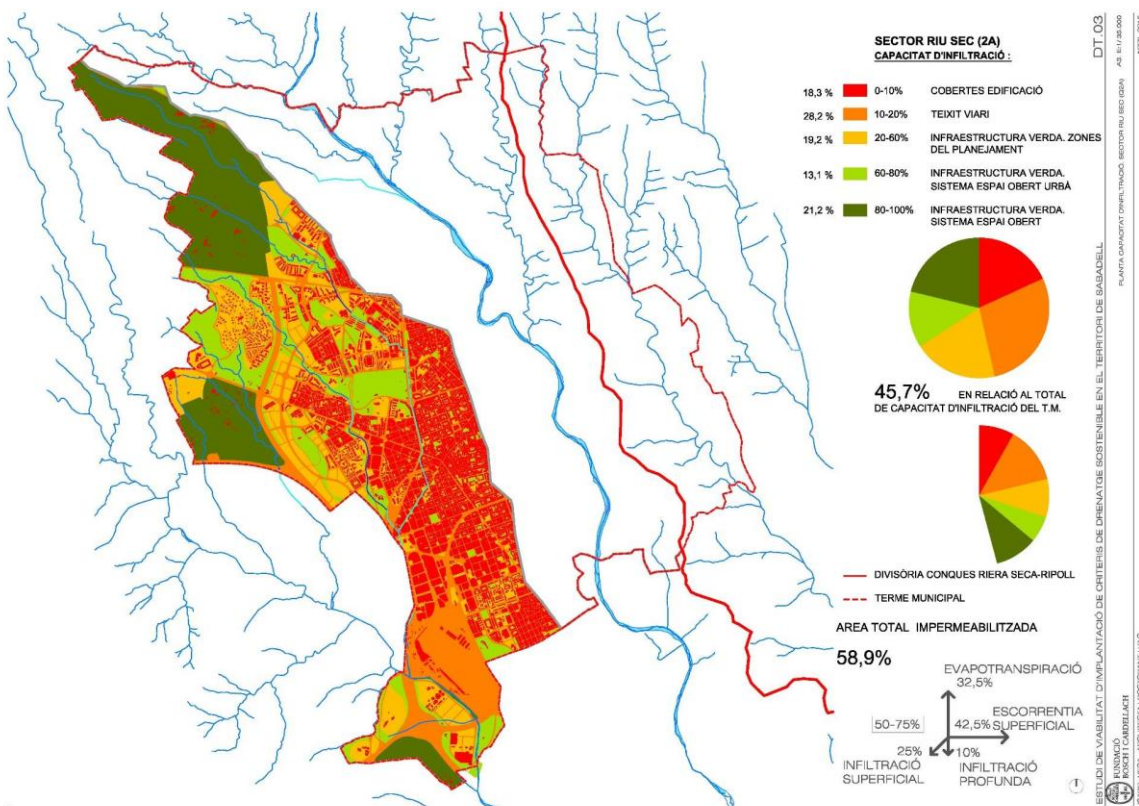 SECTOR RIU SEC (2A)
CAPACITAT D'INFILTRACIÓ :
18,3 % 0-10% COBERTES EDIFICACIÓ
28,2 % 10-20% TEIXIT VIARI
19,2 % 20-60% INFRAESTRUCTURA VERDA. ZONES
DEL PLANEJAMENT
13,1 % 60-80% INFRAESTRUCTURA VERDA.
SISTEMA ESPAI OBERT URBÀ
21,2 % 80-100% INFRAESTRUCTURA VERDA.
SISTEMA ESPAI OBERT
45,7% EN RELACIÓ AL TOTAL
DE CAPACITAT D'INFILTRACIÓ DEL T.M.
DIVISÒRIA CONQUES RIERA SECA-RIPOLL
TERME MUNICIPAL
AREA TOTAL IMPERMEABILITZADA
58,9%
EVAPOTRANSPIRACIÓ
32,5%
50-75%
42,5%
ESCORRENTIA
SUPERFICIAL
25%
INFILTRACIÓ
SUPERFICIAL
10%
INFILTRACIÓ
PROFUNDA
DT.03
ESTUDI DE VIABILITAT D'IMPLANTACIÓ DE CRITERIS DE DRENATGE SOSTENIBLE EN EL TERRITORI DE SABADELL
PLANTA CAPACITAT D'INFILTRACIÓ. SECTOR RIU SEC (Q2A)
FUNDACIÓ
BOSCH I CARDELLACH